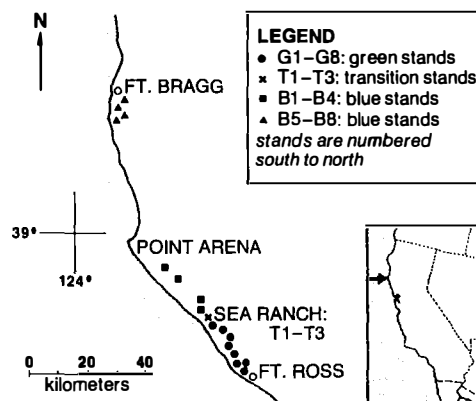 N
FT. BRAGG
LEGEND
G1–G8: green stands
T1–T3: transition stands
B1–B4: blue stands
B5–B8: blue stands
stands are numbered
south to north
39°
124°
POINT ARENA
SEA RANCH:
T1–T3
FT. ROSS
0 20 40
kilometers